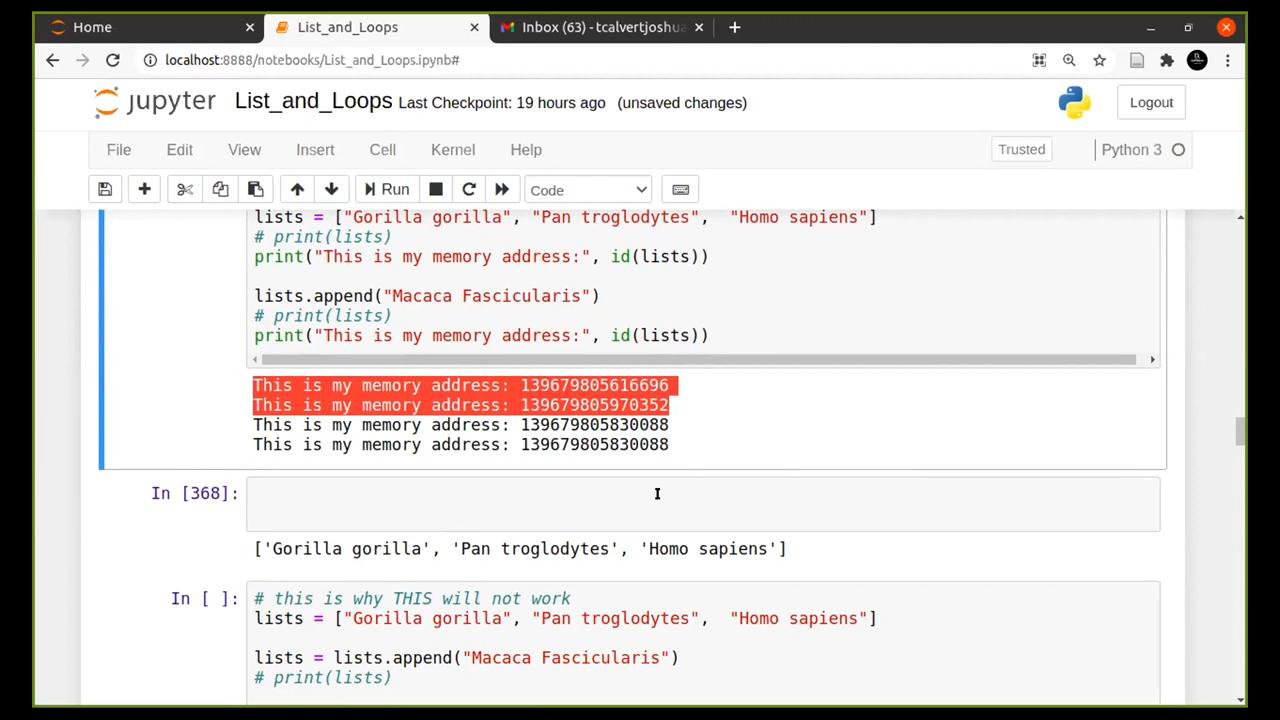 Home
List_and_Loops
Inbox (63) - tcalvertjoshua
localhost:8888/notebooks/List_and_Loops.ipynb#
jupyter List_and_Loops Last Checkpoint: 19 hours ago (unsaved changes)
Logout
File Edit View Insert Cell Kernel Help
Trusted
Python 3
Run
Code
lists = ["Gorilla gorilla", "Pan troglodytes",  "Homo sapiens"]
# print(lists)
print("This is my memory address:", id(lists))
lists.append("Macaca Fascicularis")
# print(lists)
print("This is my memory address:", id(lists))
This is my memory address: 139679805616696
This is my memory address: 139679805970352
This is my memory address: 139679805830088
This is my memory address: 139679805830088
In [368]:
['Gorilla gorilla', 'Pan troglodytes', 'Homo sapiens']
In [ ]:
# this is why THIS will not work
lists = ["Gorilla gorilla", "Pan troglodytes",  "Homo sapiens"]
lists = lists.append("Macaca Fascicularis")
# print(lists)